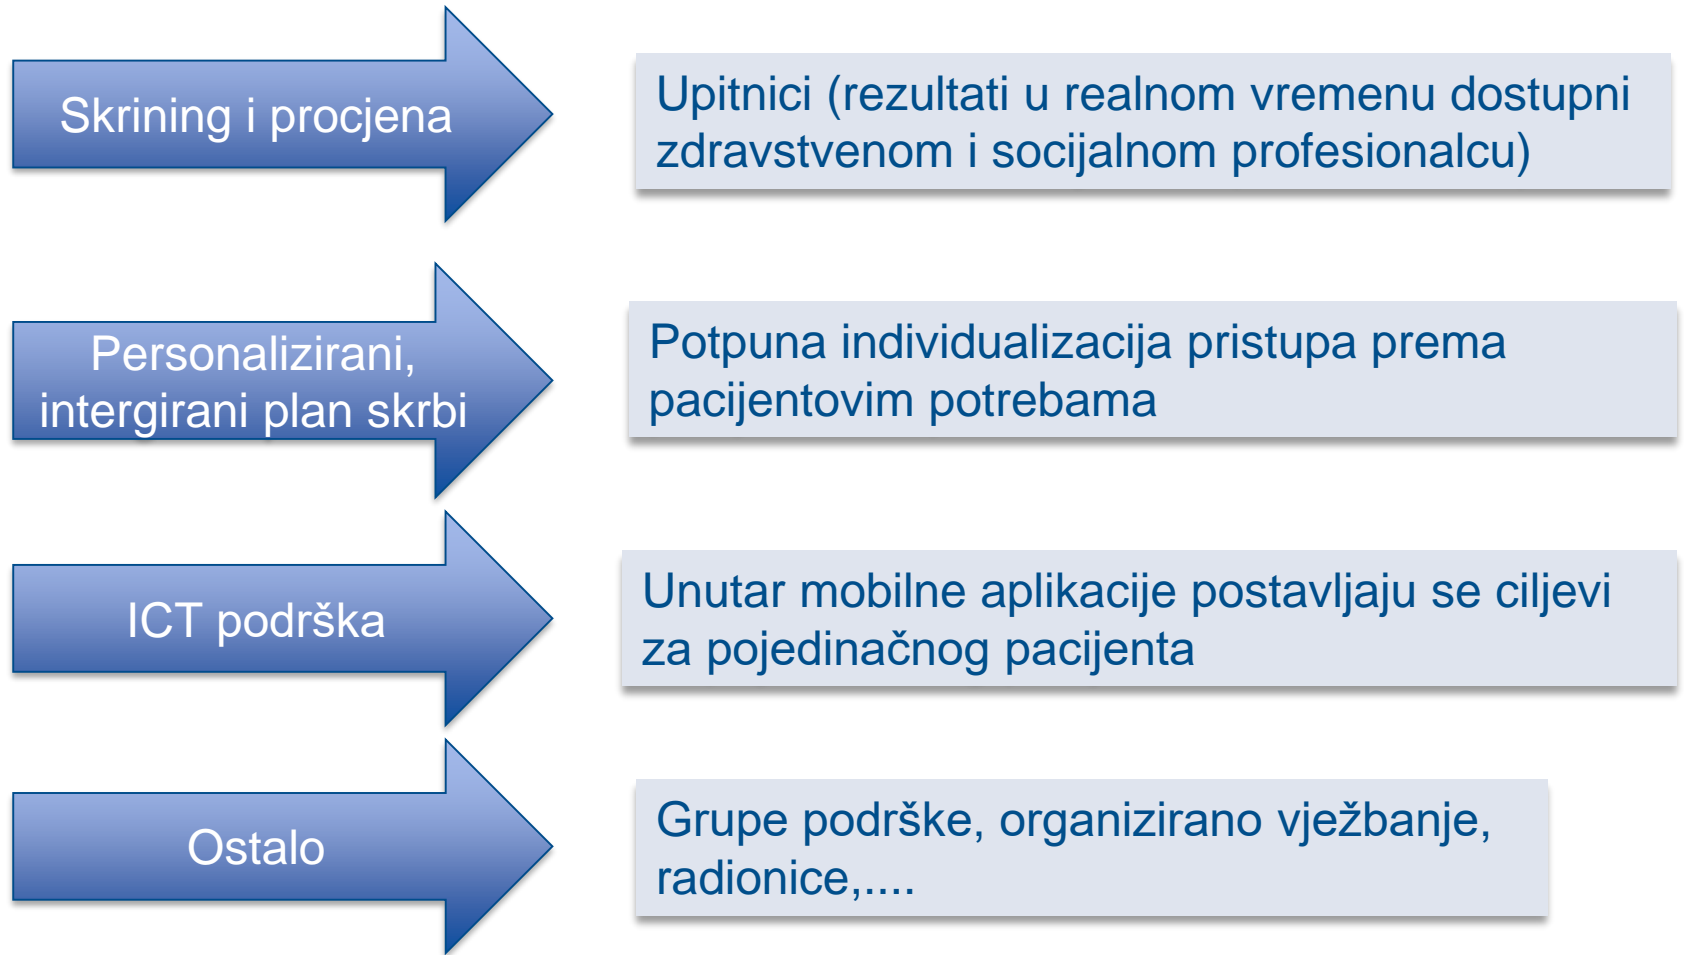 Skrining i procjena
Upitnici (rezultati u realnom vremenu dostupni
zdravstvenom i socijalnom profesionalcu)
Personalizirani,
intergirani plan skrbi
Potpuna individualizacija pristupa prema
pacijentovim potrebama
ICT podrška
Unutar mobilne aplikacije postavljaju se ciljevi
za pojedinačnog pacijenta
Ostalo
Grupe podrške, organizirano vježbanje,
radionice,....